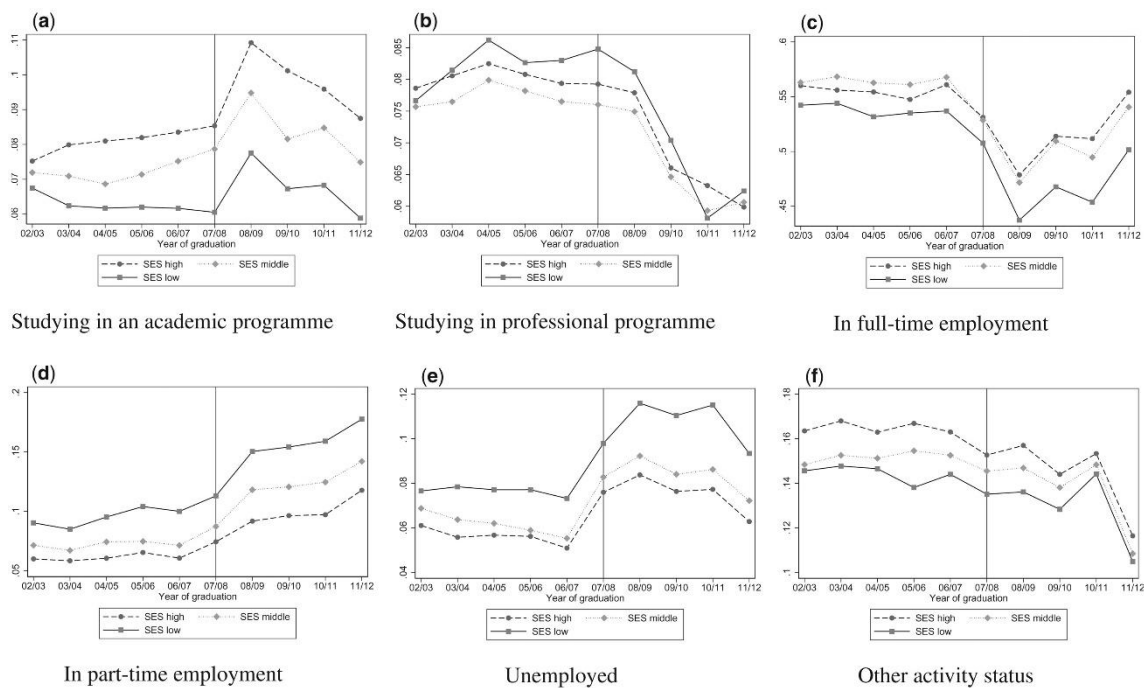 (a)
.11
.1
.09
.08
.07
.06
02/03 03/04 04/05 05/06 06/07 07/08 08/09 09/10 10/11 11/12
Year of graduation
SES high SES middle
SES low
Studying in an academic programme
(b)
.085
.08
.075
.07
.065
.06
02/03 03/04 04/05 05/06 06/07 07/08 08/09 09/10 10/11 11/12
Year of graduation
SES high SES middle
SES low
Studying in professional programme
(c)
.6
.55
.5
.45
02/03 03/04 04/05 05/06 06/07 07/08 08/09 09/10 10/11 11/12
Year of graduation
SES high SES middle
SES low
In full-time employment
(d)
.2
.15
.1
.05
02/03 03/04 04/05 05/06 06/07 07/08 08/09 09/10 10/11 11/12
Year of graduation
SES high SES middle
SES low
In part-time employment
(e)
.12
.1
.08
.06
.04
02/03 03/04 04/05 05/06 06/07 07/08 08/09 09/10 10/11 11/12
Year of graduation
SES high SES middle
SES low
Unemployed
(f)
.18
.16
.14
.12
.1
02/03 03/04 04/05 05/06 06/07 07/08 08/09 09/10 10/11 11/12
Year of graduation
SES high SES middle
SES low
Other activity status